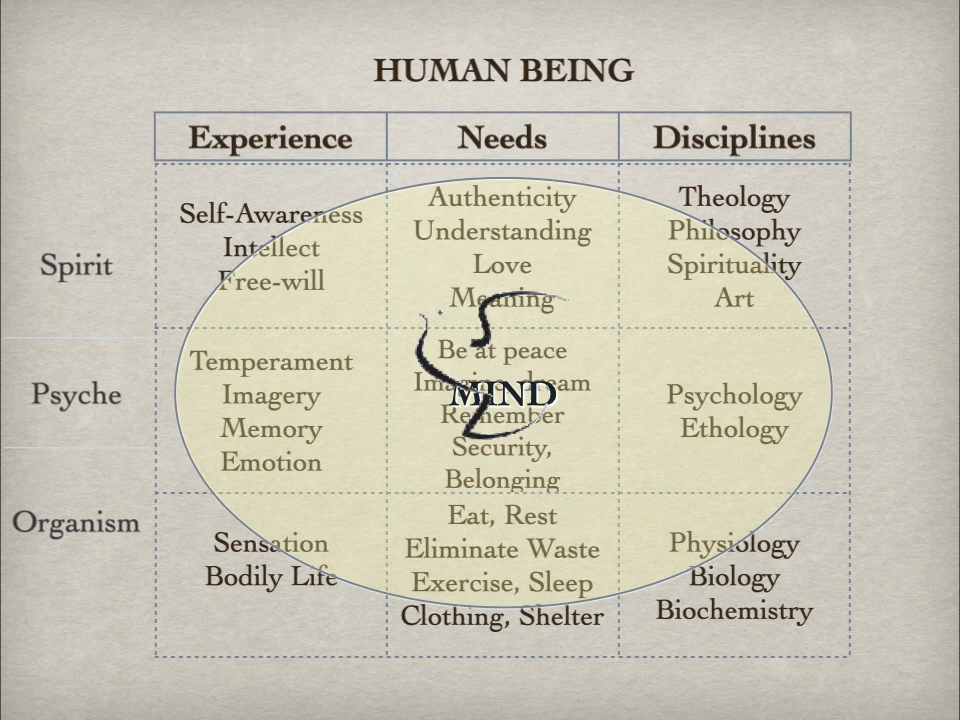 HUMAN BEING
Experience Needs Disciplines
Spirit
Self-Awareness
Intellect
Free-will
Authenticity
Understanding
Love
Meaning
Theology
Philosophy
Spirituality
Art
Psyche
Temperament
Imagery
Memory
Emotion
Be at peace
Imagine, dream
Remember
Security,
Belonging
MIND
Psychology
Ethology
Organism
Sensation
Bodily Life
Eat, Rest
Eliminate Waste
Exercise, Sleep
Clothing, Shelter
Physiology
Biology
Biochemistry